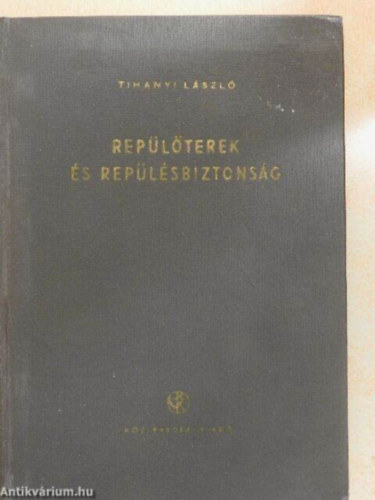 TIHANYI LÁSZLÓ
REPÜLŐTEREK
ÉS REPÜLÉSBIZTONSÁG
Antikvárium.hu